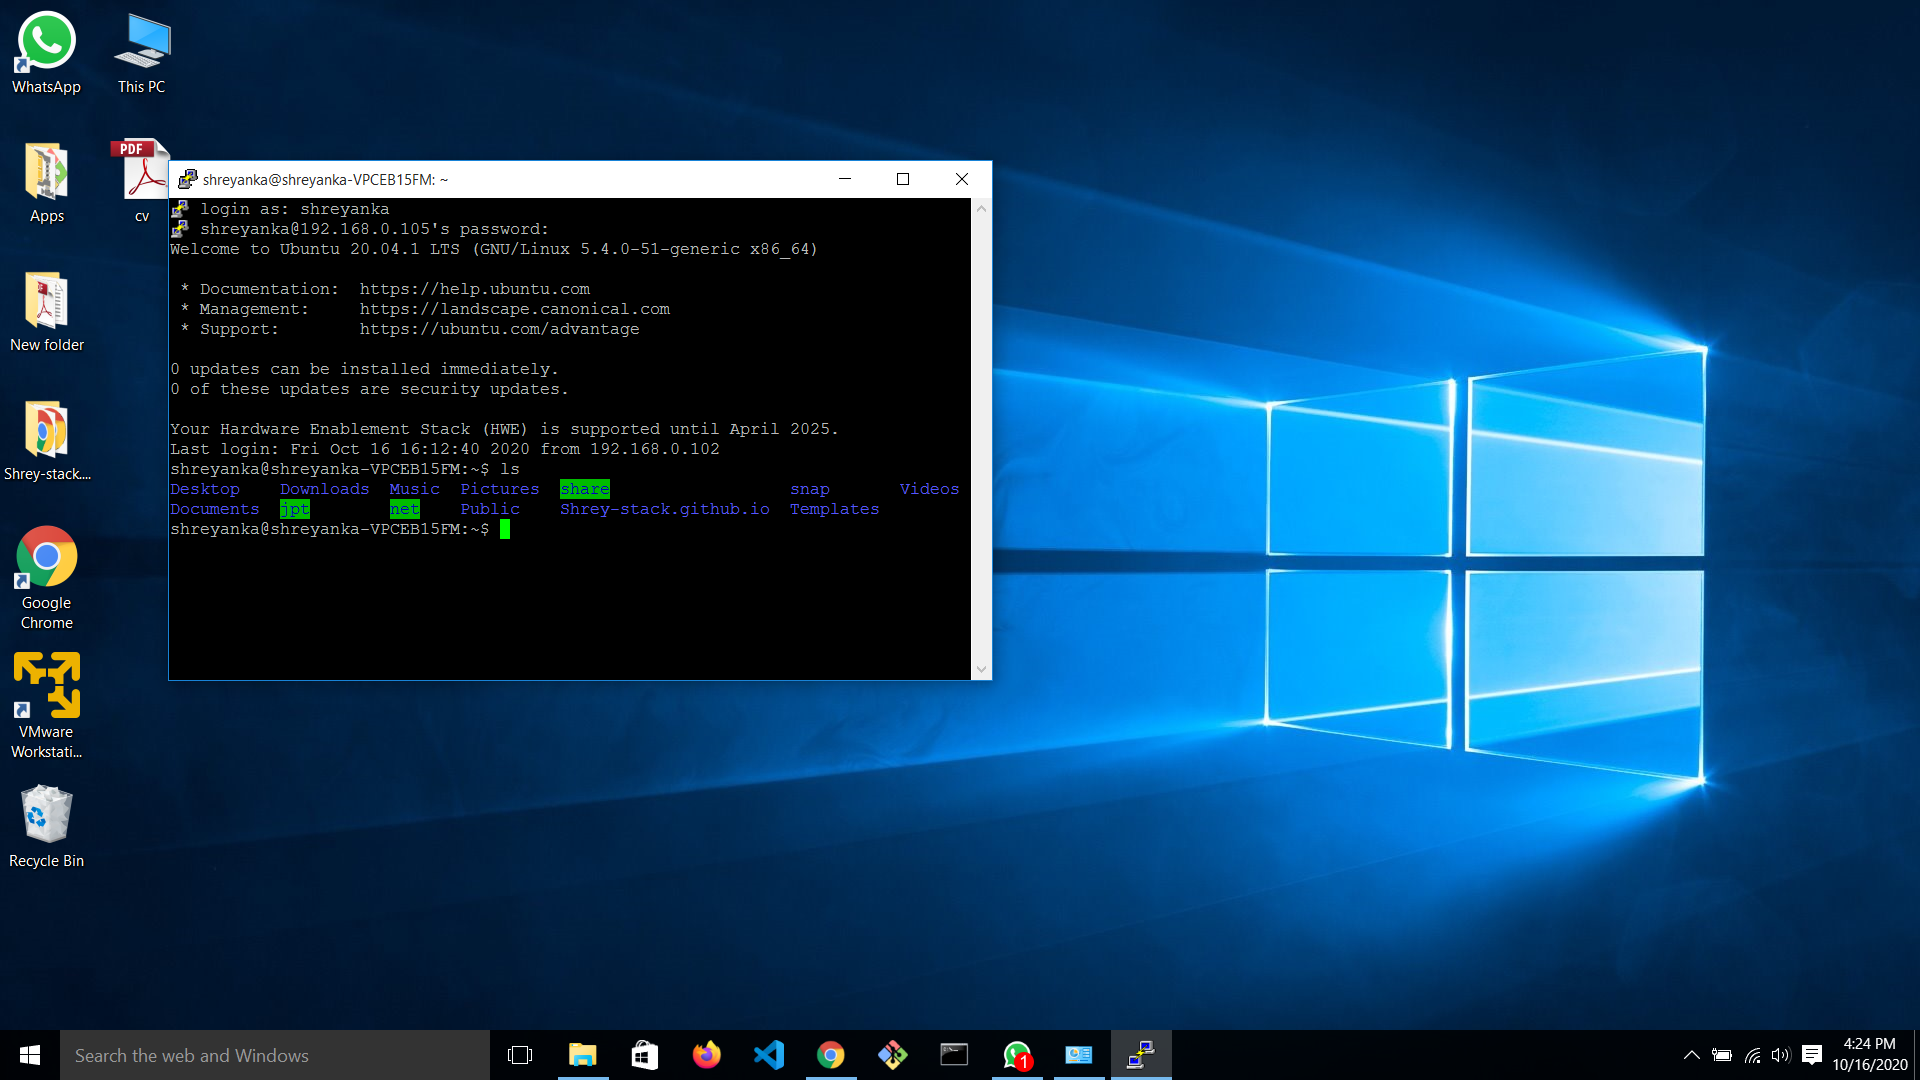 WhatsApp
This PC
Apps
PDF
cv
New folder
Shrey-stack....
Google
Chrome
VMware
Workstati...
Recycle Bin
shreyanka@shreyanka-VPCEB15FM: ~
login as: shreyanka
shreyanka@192.168.0.105's password:
Welcome to Ubuntu 20.04.1 LTS (GNU/Linux 5.4.0-51-generic x86_64)
* Documentation:  https://help.ubuntu.com
* Management:     https://landscape.canonical.com
* Support:        https://ubuntu.com/advantage
0 updates can be installed immediately.
0 of these updates are security updates.
Your Hardware Enablement Stack (HWE) is supported until April 2025.
Last login: Fri Oct 16 16:12:40 2020 from 192.168.0.102
shreyanka@shreyanka-VPCEB15FM:~$ ls
Desktop    Downloads  Music  Pictures  share                  snap       Videos
Documents  jpt        net    Public    Shrey-stack.github.io  Templates
shreyanka@shreyanka-VPCEB15FM:~$
Search the web and Windows
1
4:24 PM
10/16/2020